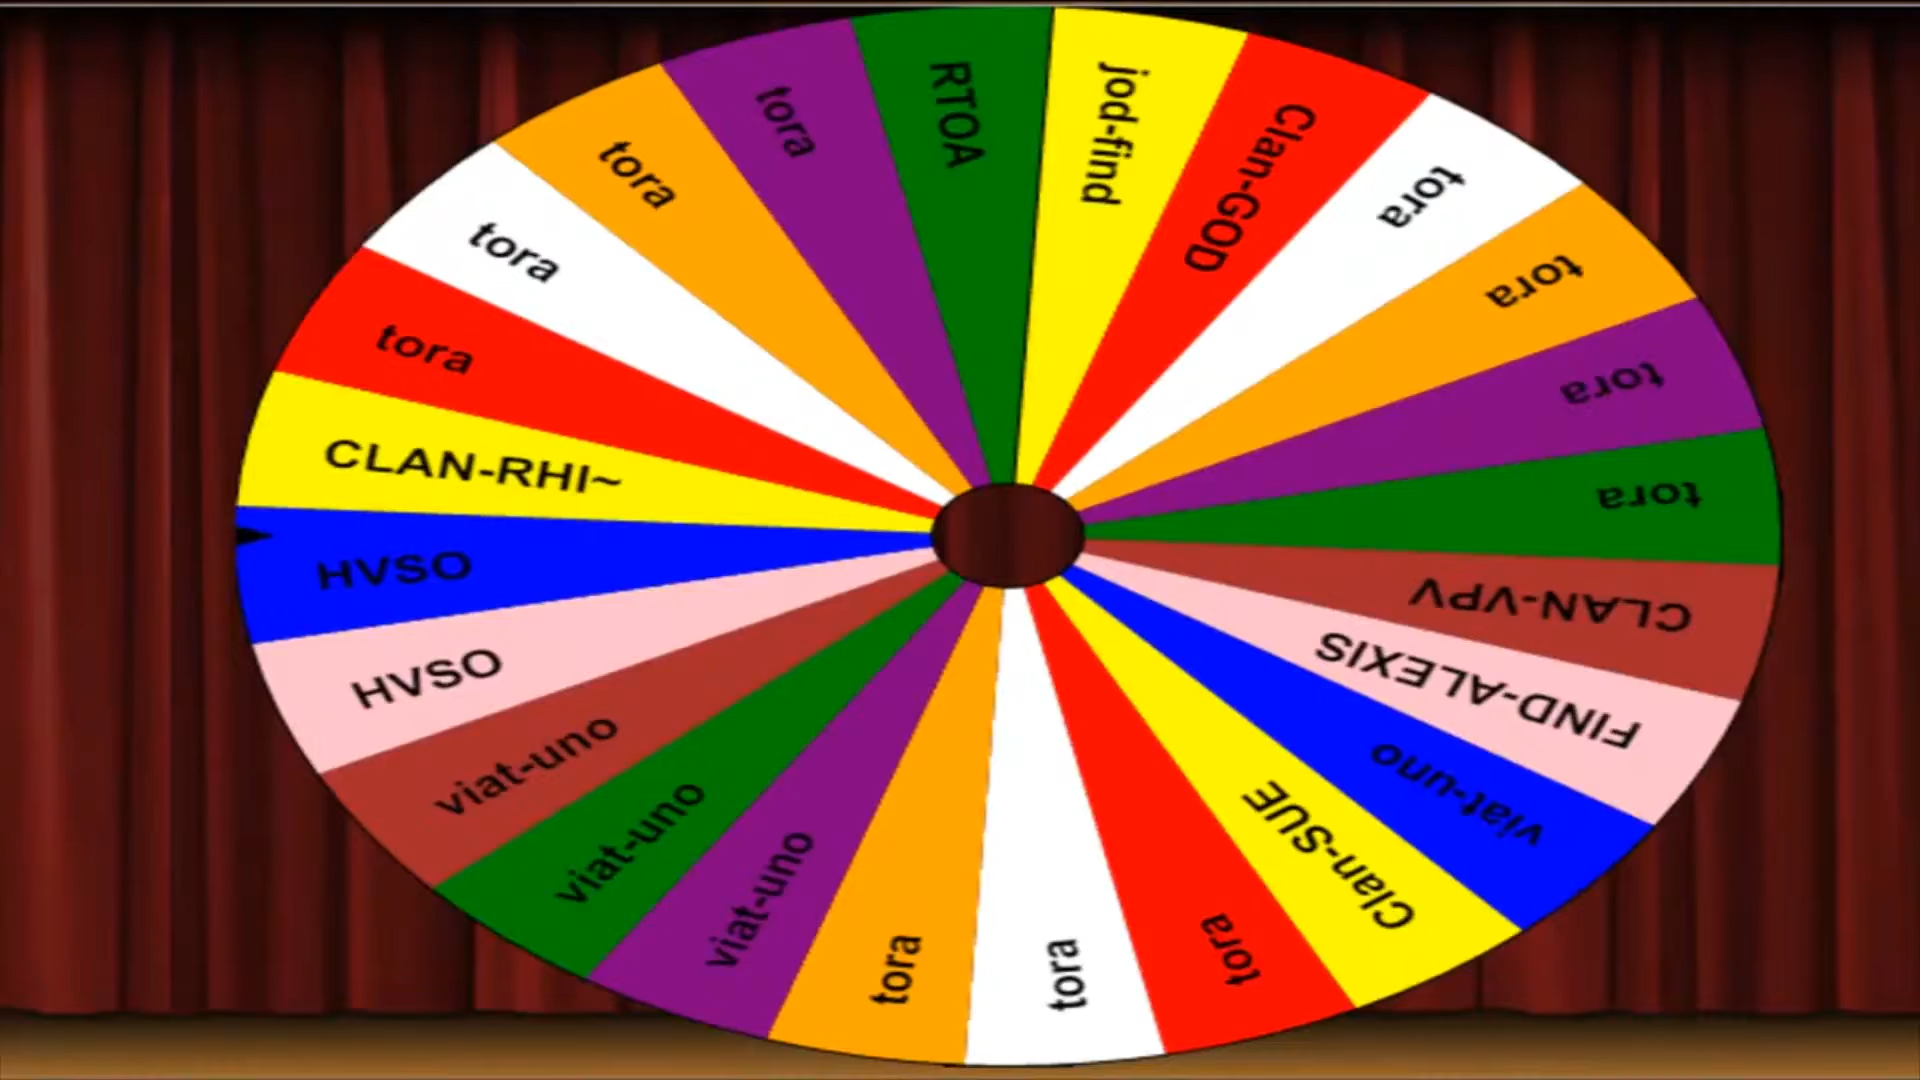 RTOA
jod-find
Clan-GOD
tora
tora
tora
tora
CLAN-VPV
FIND-ALEXIS
viat-uno
Clan-SUE
tora
tora
tora
viat-uno
viat-uno
viat-uno
HVSO
HVSO
CLAN-RHI~
tora
tora
tora
tora